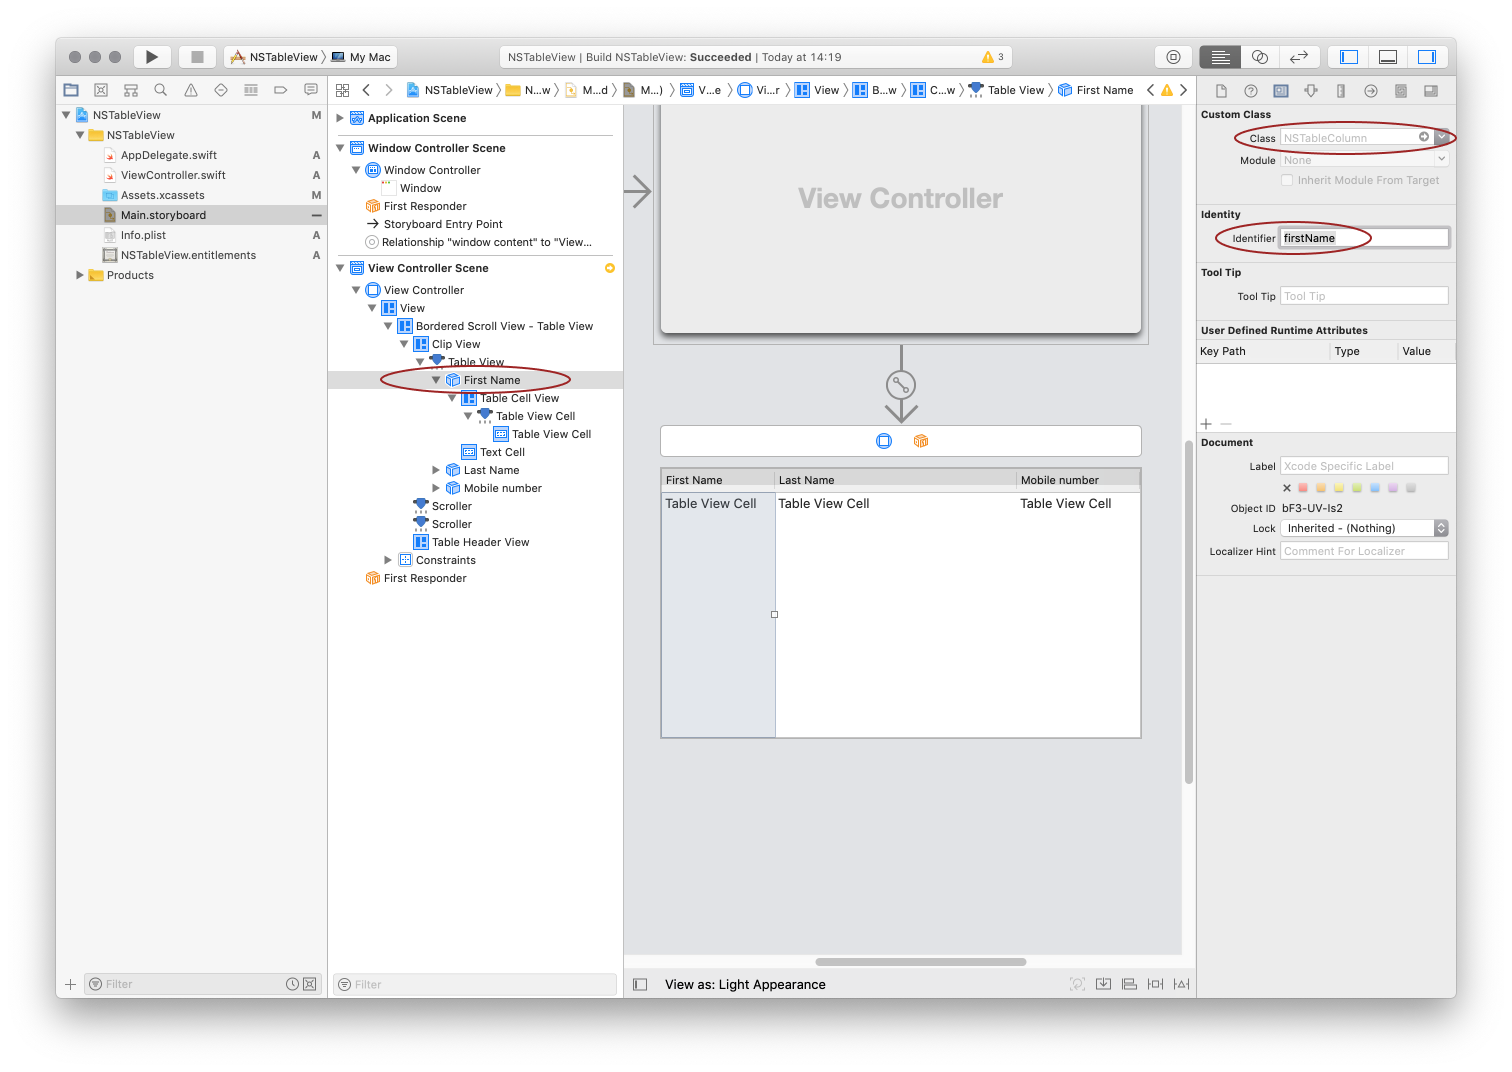 NSTableView
My Mac
NSTableView | Build NSTableView: Succeeded | Today at 14:19
3
NSTableView
N...w
M...d
M...)
V...e
Vi...r
View
B...w
C...w
Table View
First Name
NSTableView M
NSTableView
AppDelegate.swift A
ViewController.swift A
Assets.xcassets M
Main.storyboard
Info.plist A
NSTableView.entitlements A
Products
Filter
Application Scene
Window Controller Scene
Window Controller
Window
First Responder
Storyboard Entry Point
Relationship "window content" to "View...
View Controller Scene
View Controller
View
Bordered Scroll View - Table View
Clip View
Table View
First Name
Table Cell View
Table View Cell
Table View Cell
Text Cell
Last Name
Mobile number
Scroller
Scroller
Table Header View
Constraints
First Responder
Filter
View Controller
First Name Last Name Mobile number
Table View Cell Table View Cell Table View Cell
View as: Light Appearance
Custom Class
Class NSTableColumn
Module None
Inherit Module From Target
Identity
Identifier firstName
Tool Tip
Tool Tip Tool Tip
User Defined Runtime Attributes
Key Path Type Value
Document
Label Xcode Specific Label
Object ID bF3-UV-Is2
Lock Inherited - (Nothing)
Localizer Hint Comment For Localizer